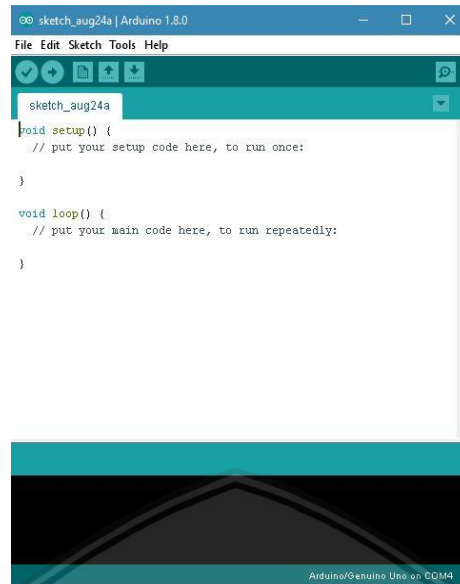 sketch_aug24a | Arduino 1.8.0
File Edit Sketch Tools Help
sketch_aug24a
void setup() {
  // put your setup code here, to run once:
}
void loop() {
  // put your main code here, to run repeatedly:
}
Arduino/Genuino Uno on COM4